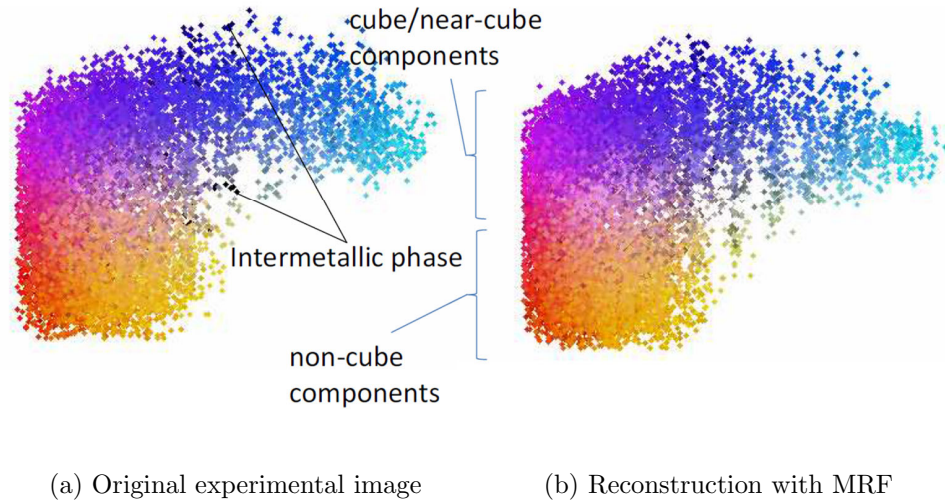 cube/near-cube
components
Intermetallic phase
non-cube
components
(a) Original experimental image
(b) Reconstruction with MRF